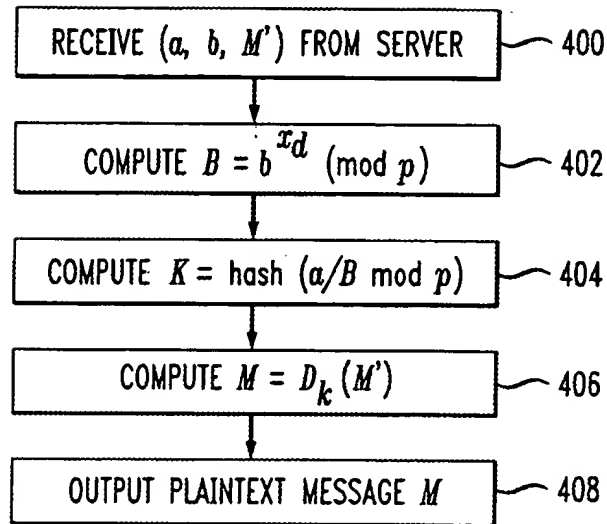 RECEIVE (a, b, M') FROM SERVER 400
COMPUTE B = b^{x_d} (mod p) 402
COMPUTE K = hash (a/B mod p) 404
COMPUTE M = D_k (M') 406
OUTPUT PLAINTEXT MESSAGE M 408